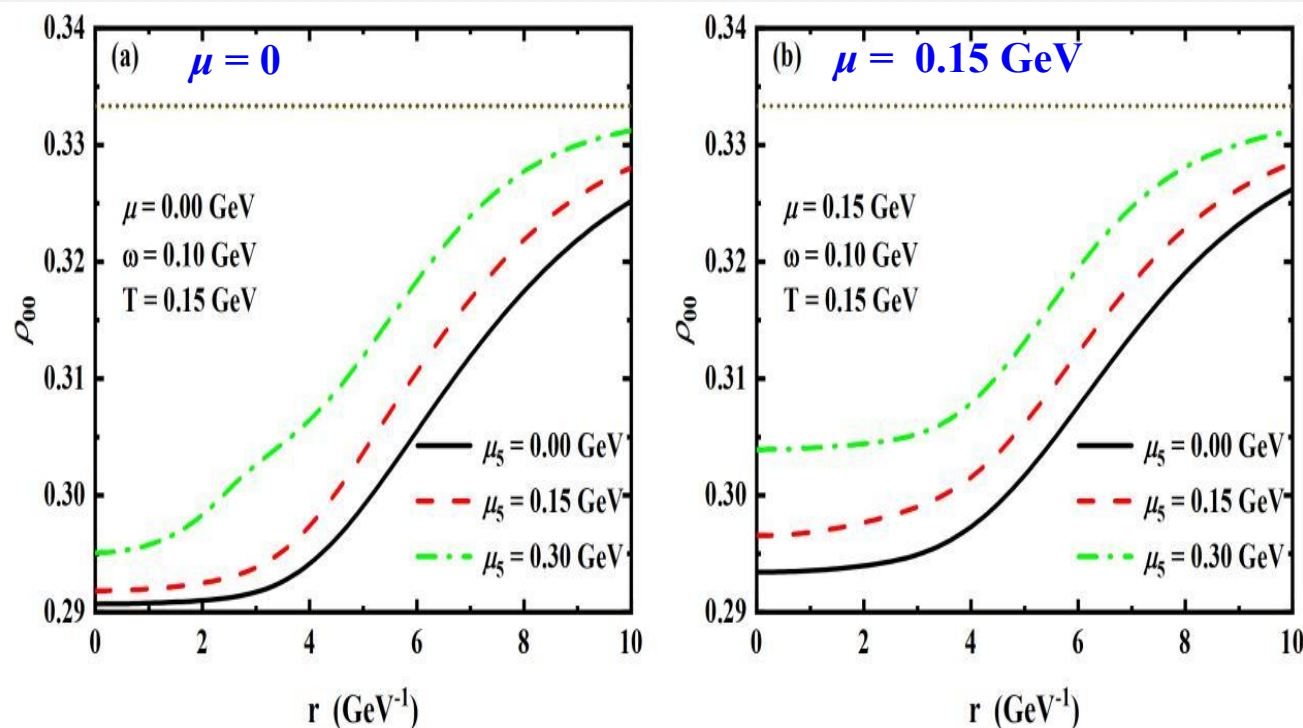 (a) μ = 0
0.34
0.33
0.32
0.31
0.30
0.29
ρ₀₀
μ = 0.00 GeV
ω = 0.10 GeV
T = 0.15 GeV
μ₅ = 0.00 GeV
μ₅ = 0.15 GeV
μ₅ = 0.30 GeV
0 2 4 6 8 10
r (GeV⁻¹)
(b) μ = 0.15 GeV
0.34
0.33
0.32
0.31
0.30
0.29
ρ₀₀
μ = 0.15 GeV
ω = 0.10 GeV
T = 0.15 GeV
μ₅ = 0.00 GeV
μ₅ = 0.15 GeV
μ₅ = 0.30 GeV
0 2 4 6 8 10
r (GeV⁻¹)